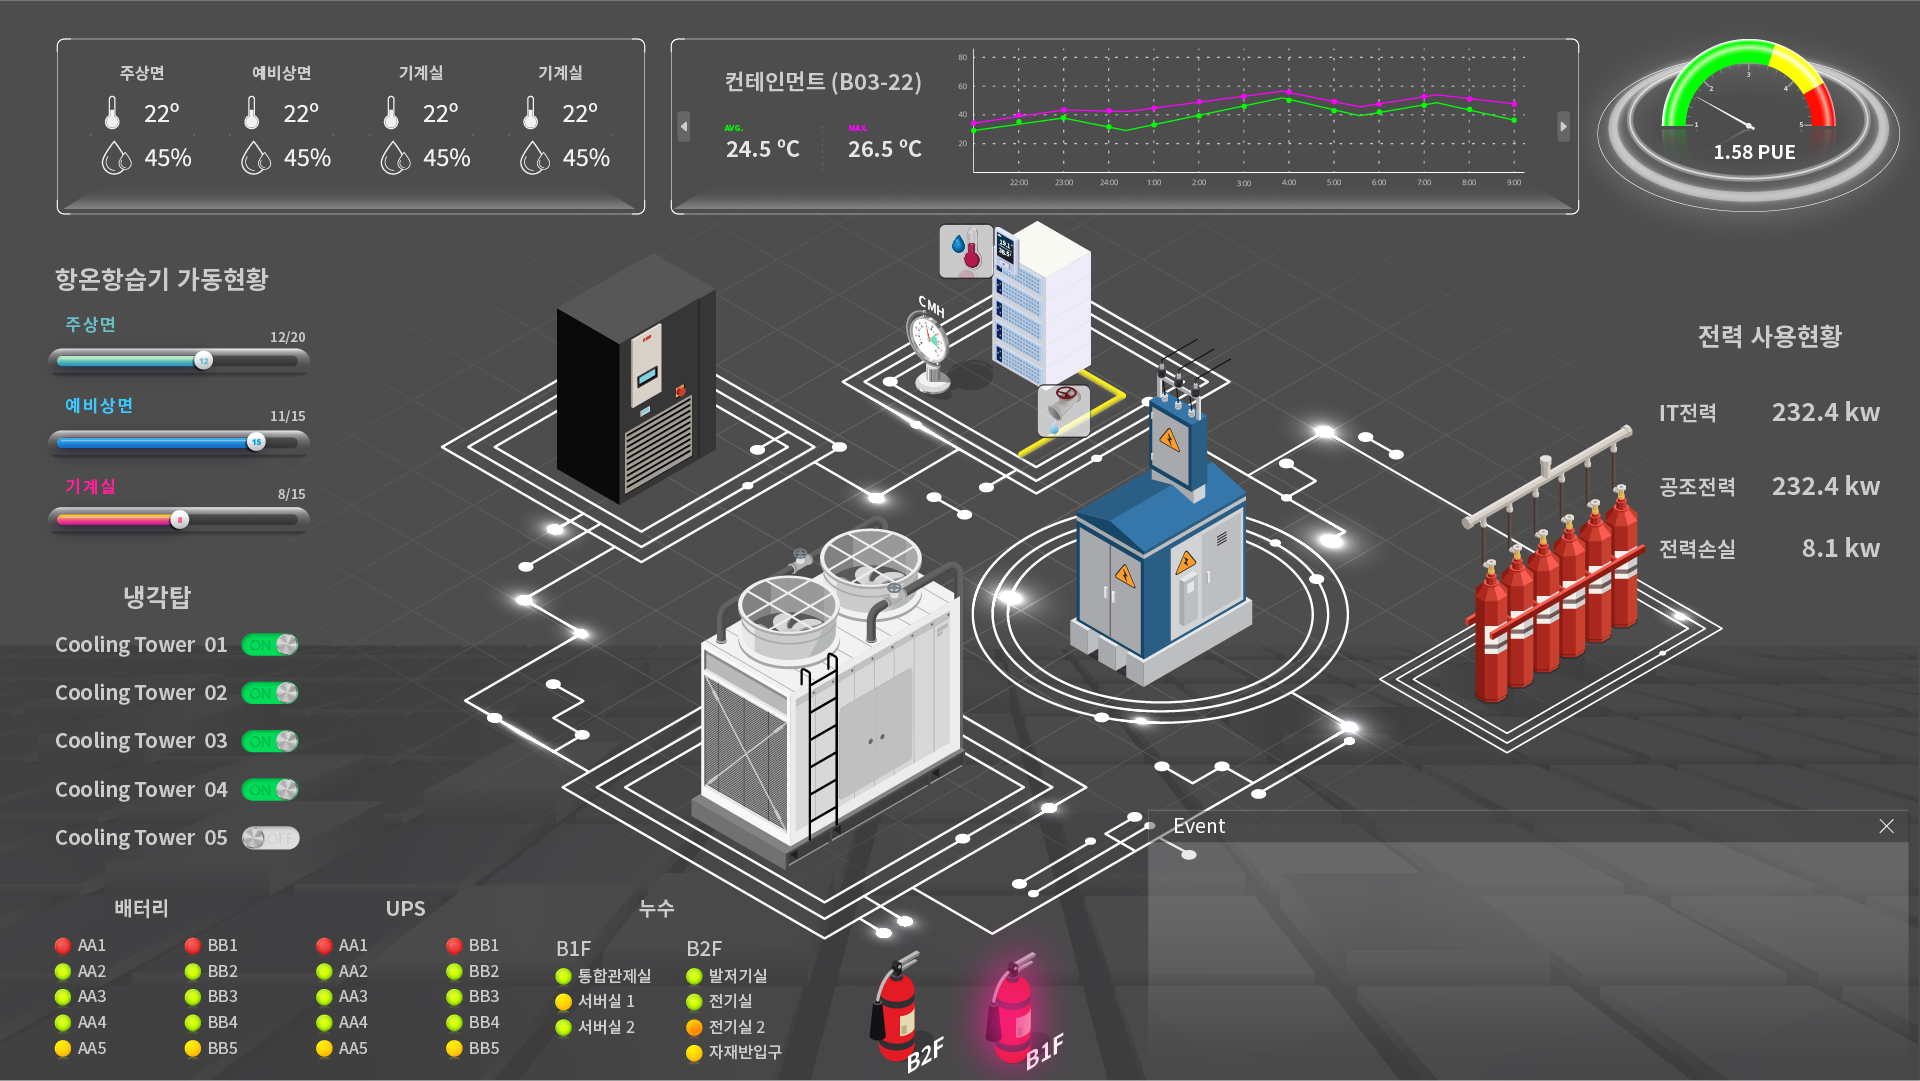 주상면
예비상면
기계실
기계실
22º
22º
22º
22º
45%
45%
45%
45%
컨테인먼트 (B03-22)
AVG.
24.5 ºC
MAX.
26.5 ºC
80
60
40
20
22:00
23:00
24:00
1:00
2:00
3:00
4:00
5:00
6:00
7:00
8:00
9:00
1
2
3
4
5
1.58 PUE
항온항습기 가동현황
주상면
12/20
12
예비상면
11/15
15
기계실
8/15
8
CMH
전력 사용현황
IT전력 232.4 kw
공조전력 232.4 kw
전력손실 8.1 kw
냉각탑
Cooling Tower 01 ON
Cooling Tower 02 ON
Cooling Tower 03 ON
Cooling Tower 04 ON
Cooling Tower 05 OFF
배터리
AA1
AA2
AA3
AA4
AA5
BB1
BB2
BB3
BB4
BB5
UPS
AA1
AA2
AA3
AA4
AA5
BB1
BB2
BB3
BB4
BB5
누수
B1F
통합관제실
서버실 1
서버실 2
B2F
발저기실
전기실
전기실 2
자재반입구
B2F
B1F
Event